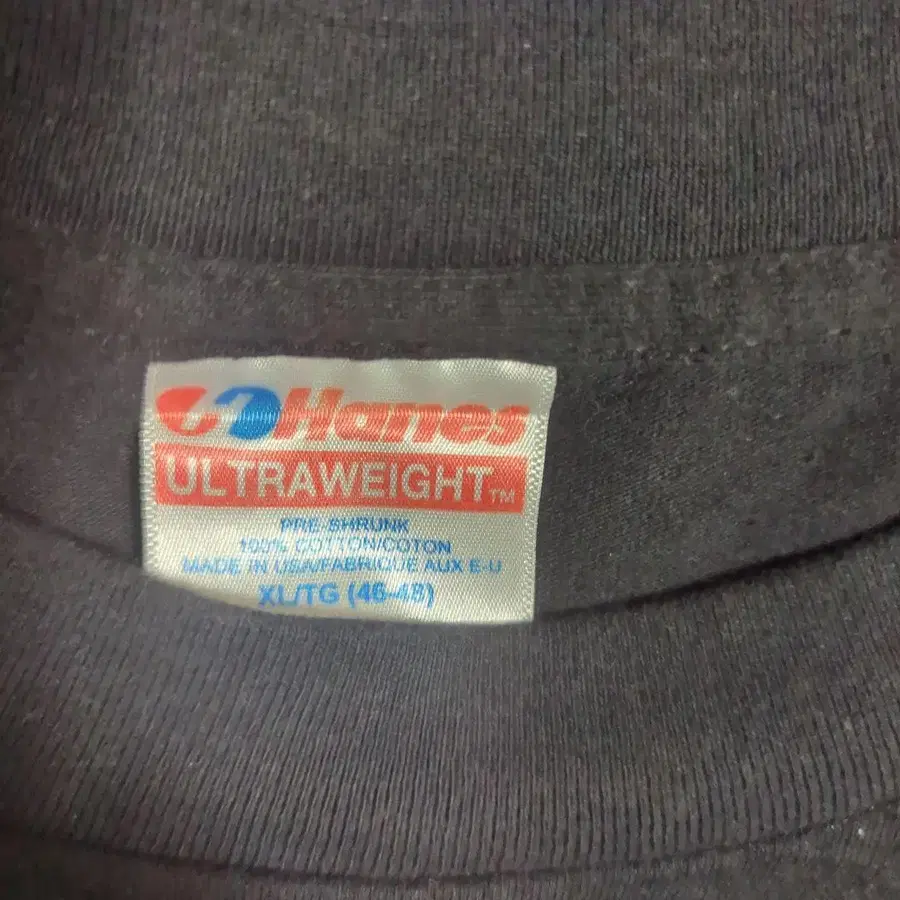 Hanes
ULTRAWEIGHT™
PRE-SHRUNK
100% COTTON/COTON
MADE IN USA/FABRIQUE AUX E-U
XL/TG (46-48)